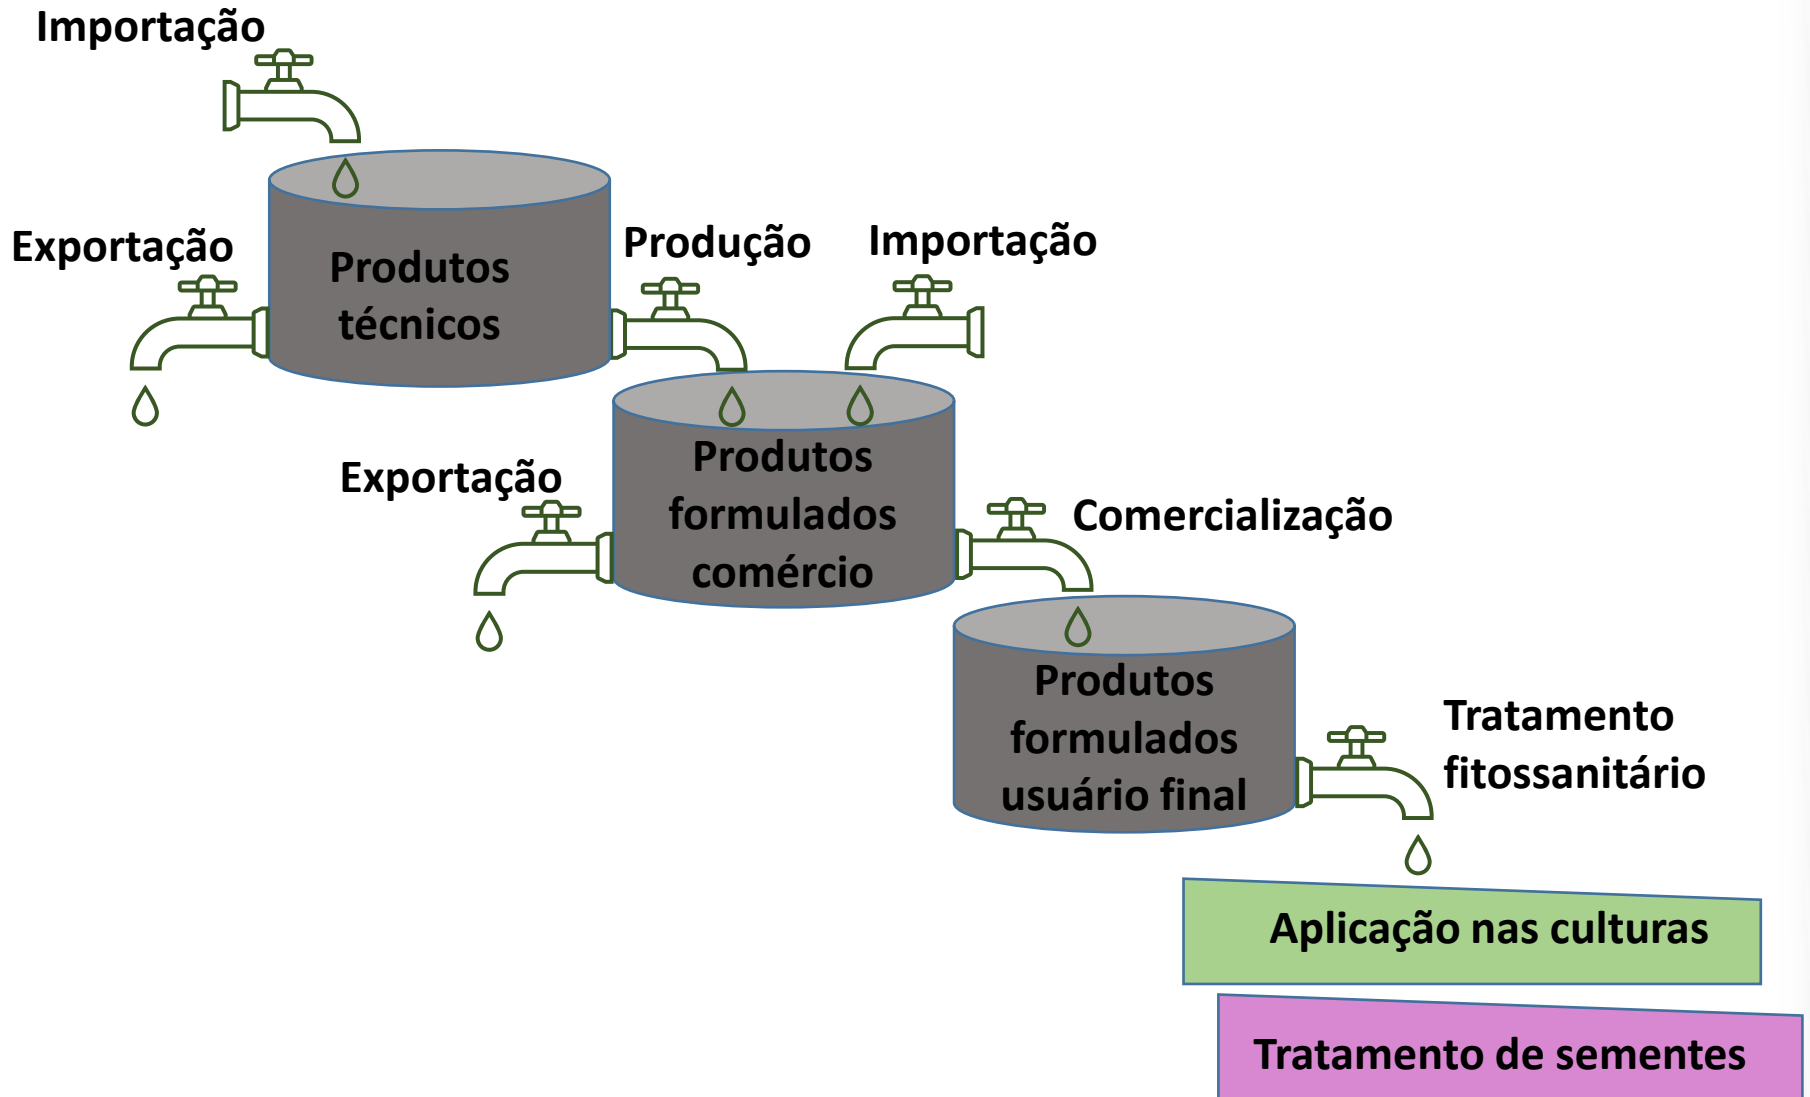 Importação
Exportação
Produtos
técnicos
Produção
Importação
Exportação
Produtos
formulados
comércio
Comercialização
Produtos
formulados
usuário final
Tratamento
fitossanitário
Aplicação nas culturas
Tratamento de sementes